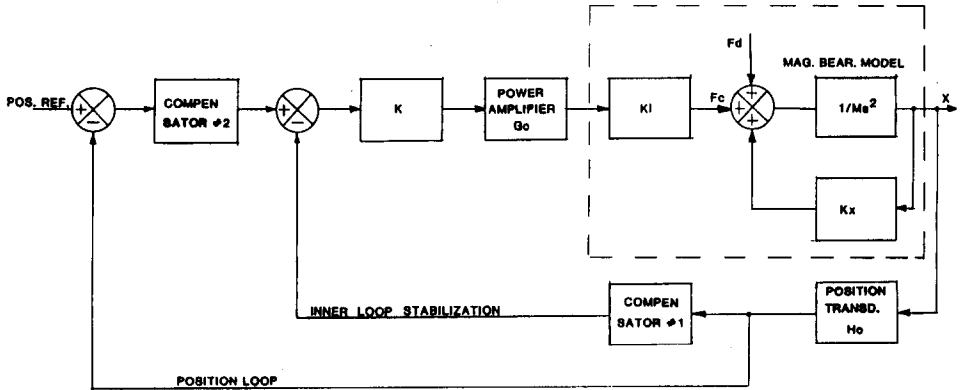 Fd
MAG. BEAR. MODEL
POS. REF.
+
−
COMPEN
SATOR #2
+
−
K
POWER
AMPLIFIER
Gc
KI
Fc
+
+
+
1/Ms²
X
Kx
INNER LOOP STABILIZATION
COMPEN
SATOR #1
POSITION
TRANSD.
Ho
POSITION LOOP